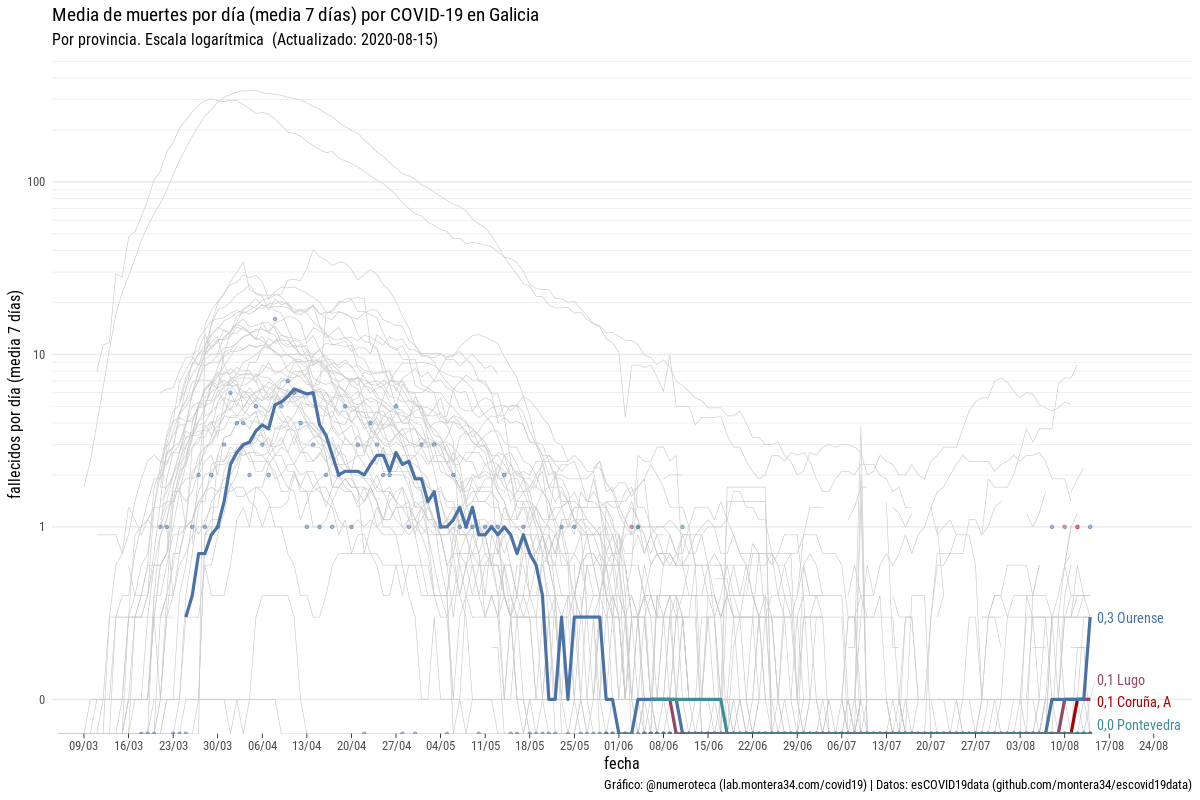 Media de muertes por día (media 7 días) por COVID-19 en Galicia
Por provincia. Escala logarítmica (Actualizado: 2020-08-15)
fallecidos por día (media 7 días)
100
10
1
0
0,3 Ourense
0,1 Lugo
0,1 Coruña, A
0,0 Pontevedra
09/03 16/03 23/03 30/03 06/04 13/04 20/04 27/04 04/05 11/05 18/05 25/05 01/06 08/06 15/06 22/06 29/06 06/07 13/07 20/07 27/07 03/08 10/08 17/08 24/08
fecha
Gráfico: @numeroteca (lab.montera34.com/covid19) | Datos: esCOVID19data (github.com/montera34/escovid19data)